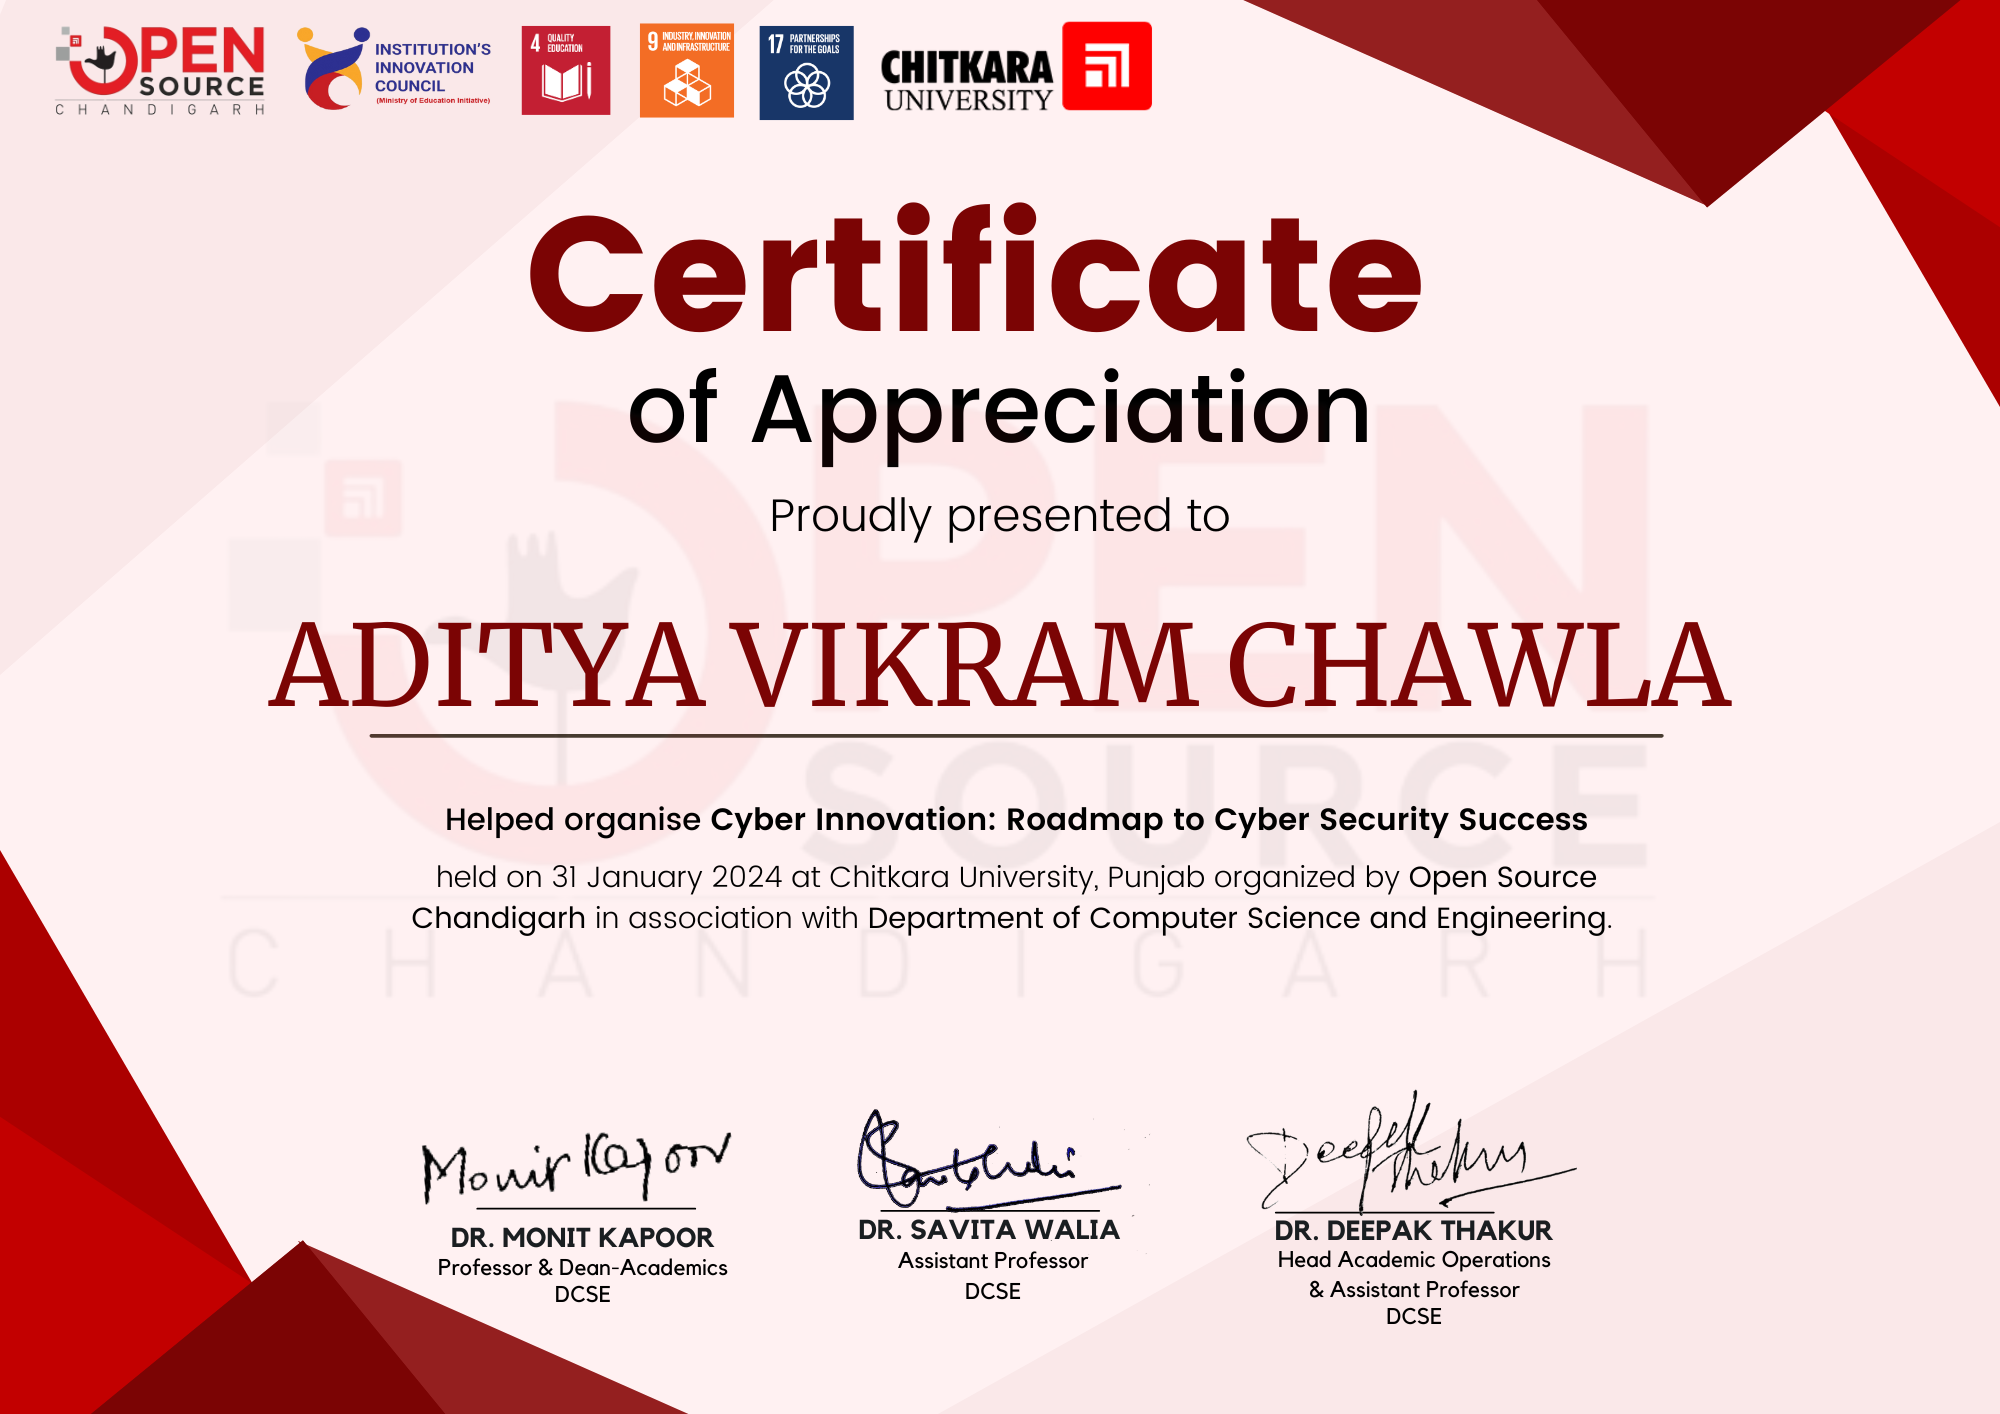 OPEN
SOURCE
CHANDIGARH
INSTITUTION'S
INNOVATION
COUNCIL
(Ministry of Education Initiative)
4 QUALITY
EDUCATION
9 INDUSTRY, INNOVATION
AND INFRASTRUCTURE
17 PARTNERSHIPS
FOR THE GOALS
CHITKARA
UNIVERSITY
Certificate
of Appreciation
Proudly presented to
ADITYA VIKRAM CHAWLA
Helped organise Cyber Innovation: Roadmap to Cyber Security Success
held on 31 January 2024 at Chitkara University, Punjab organized by Open Source
Chandigarh in association with Department of Computer Science and Engineering.
OPEN
SOURCE
CHANDIGARH
Monit Kapoor
DR. MONIT KAPOOR
Professor & Dean-Academics
DCSE
DR. SAVITA WALIA
Assistant Professor
DCSE
Deepak Thakur
DR. DEEPAK THAKUR
Head Academic Operations
& Assistant Professor
DCSE